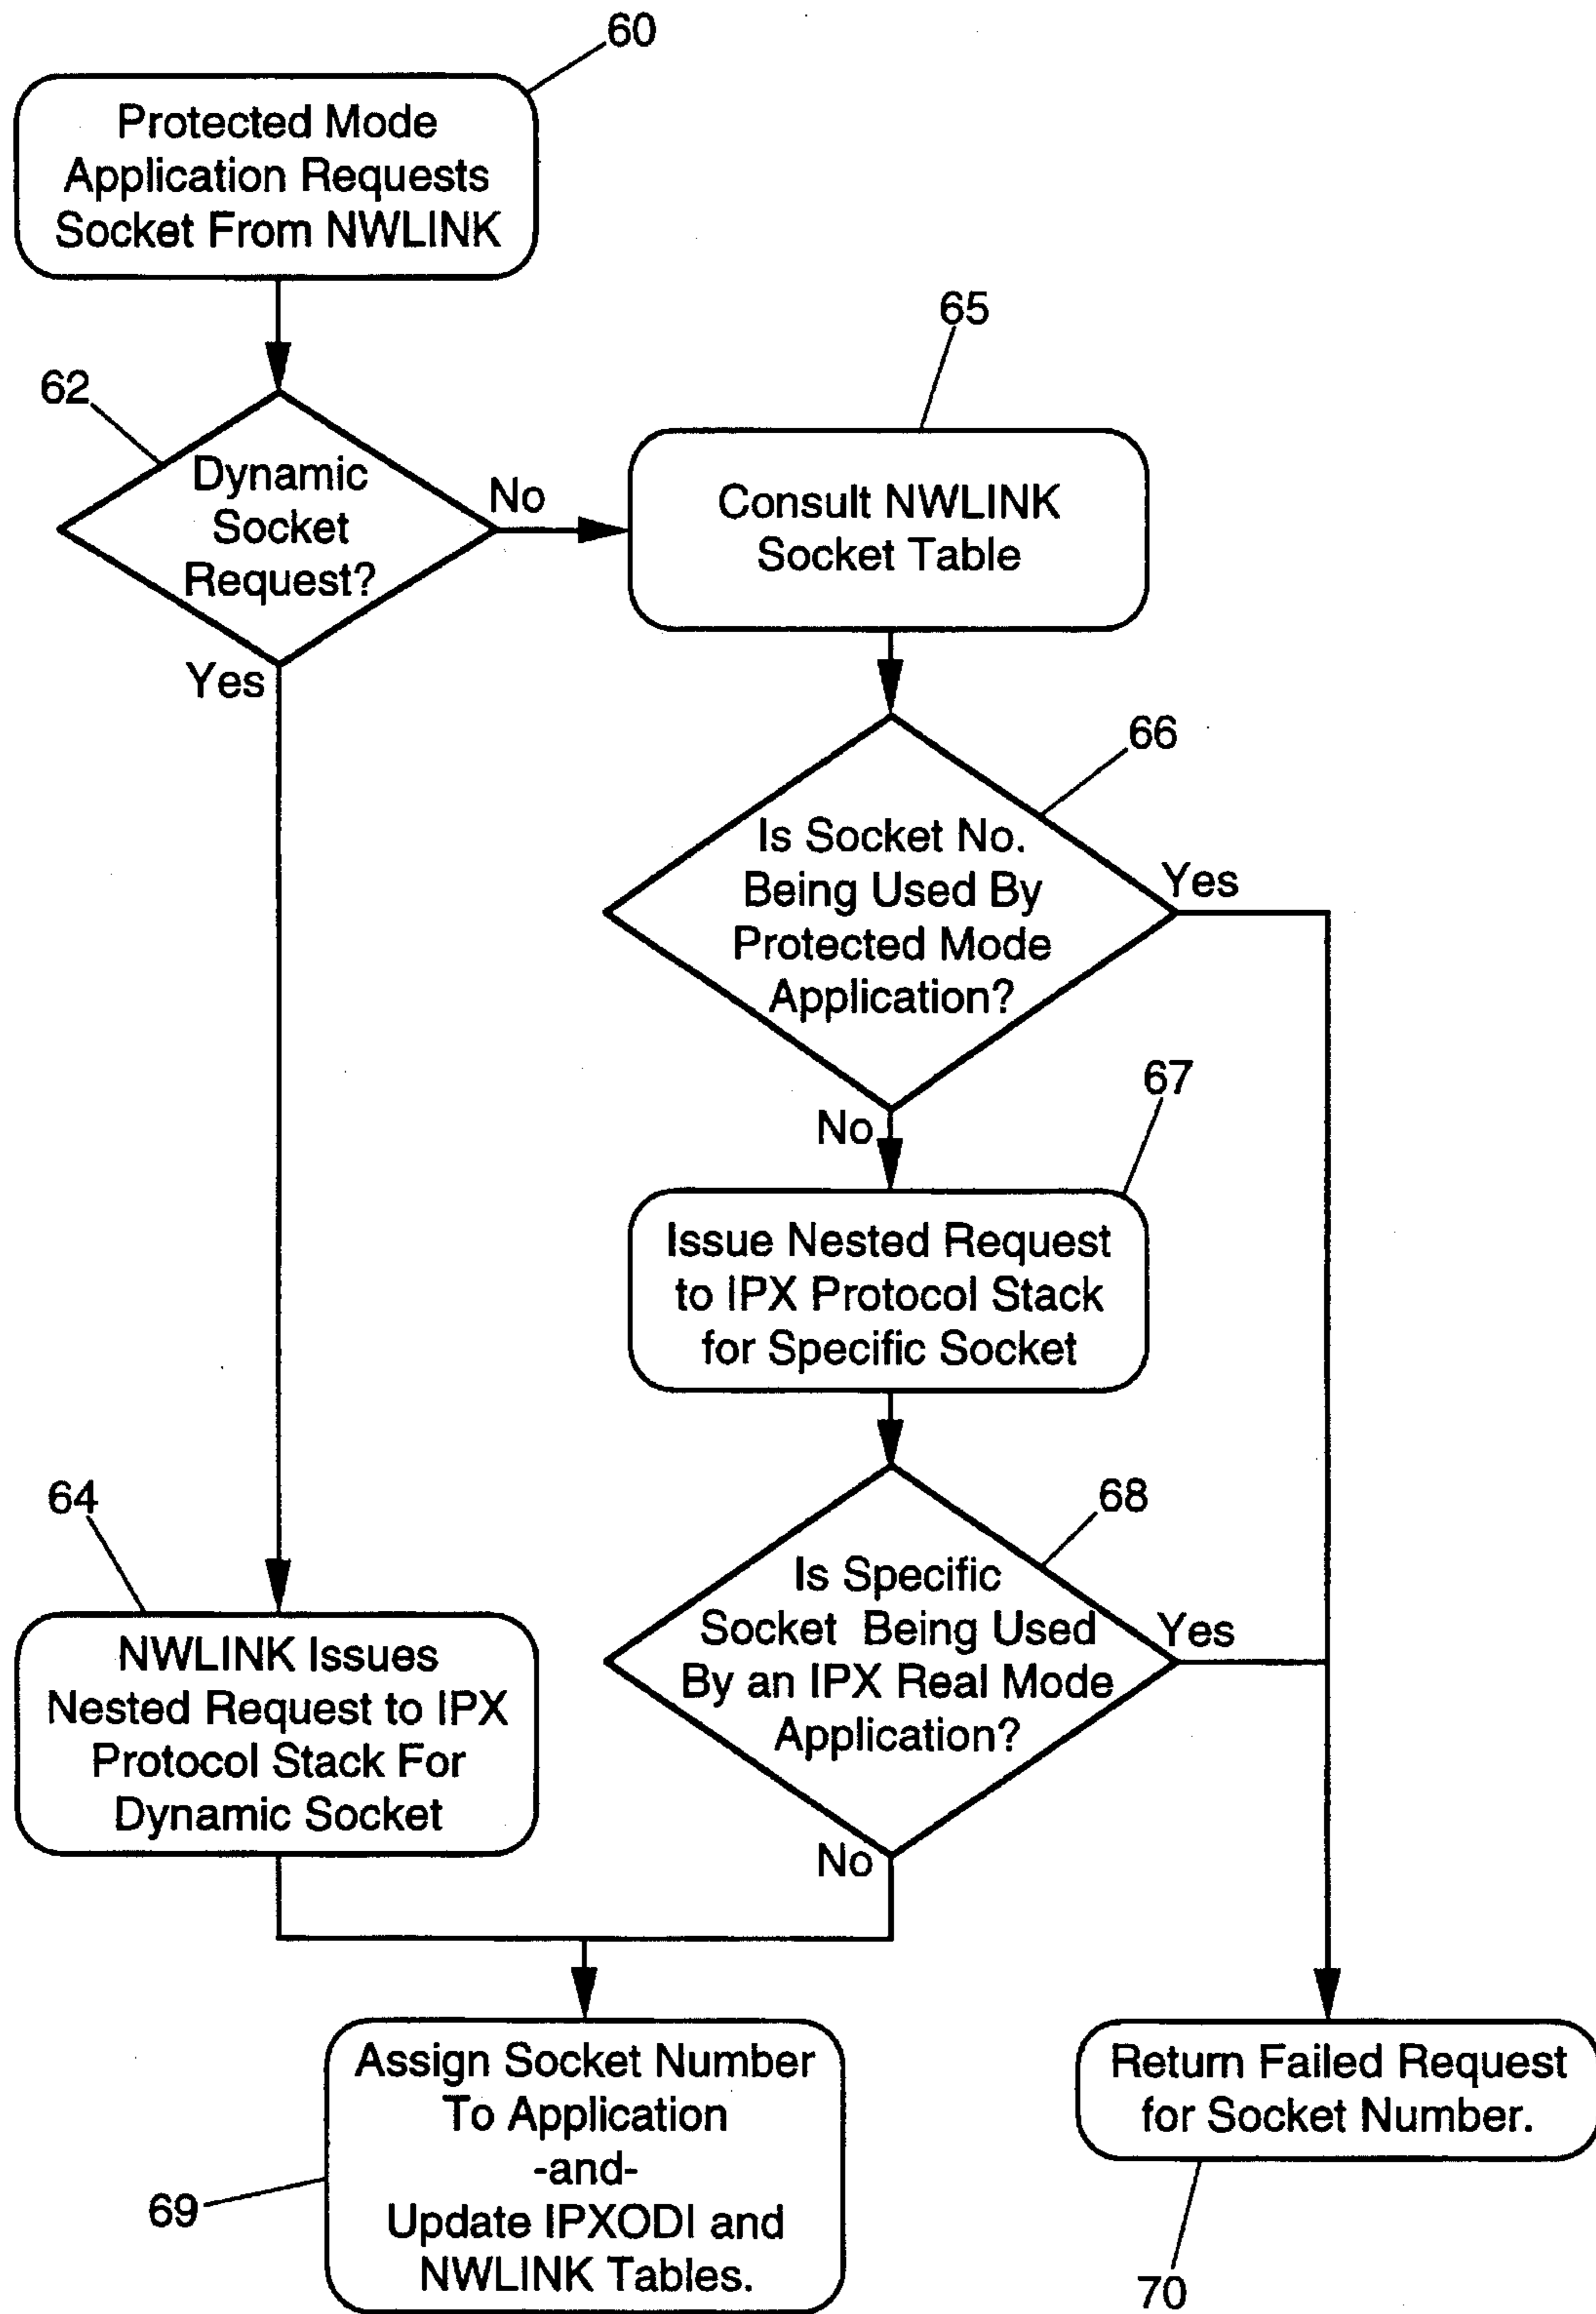 60
Protected Mode
Application Requests
Socket From NWLINK
62
Dynamic
Socket
Request?
No
Yes
65
Consult NWLINK
Socket Table
66
Is Socket No.
Being Used By
Protected Mode
Application?
Yes
No
67
Issue Nested Request
to IPX Protocol Stack
for Specific Socket
68
Is Specific
Socket Being Used
By an IPX Real Mode
Application?
Yes
No
64
NWLINK Issues
Nested Request to IPX
Protocol Stack For
Dynamic Socket
69
Assign Socket Number
To Application
-and-
Update IPXODI and
NWLINK Tables.
Return Failed Request
for Socket Number.
70